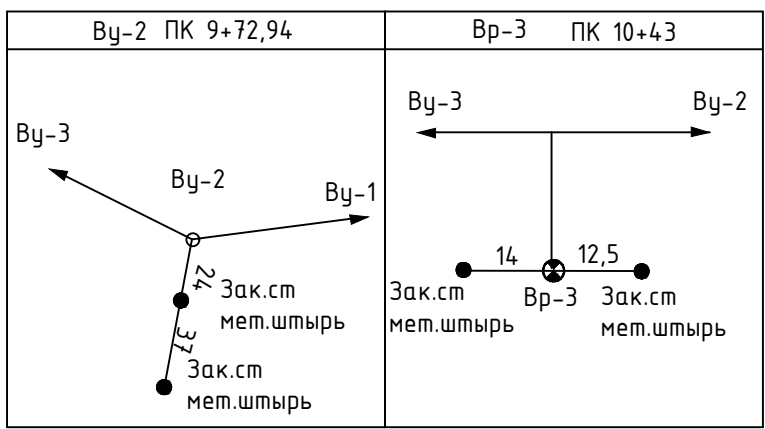 Ву-2 ПК 9+72,94
Ву-3
Ву-2
Ву-1
24
Зак.ст
мет.штырь
37
Зак.ст
мет.штырь
Вр-3 ПК 10+43
Ву-3
Ву-2
14
12,5
Зак.ст
мет.штырь
Вр-3
Зак.ст
мет.штырь